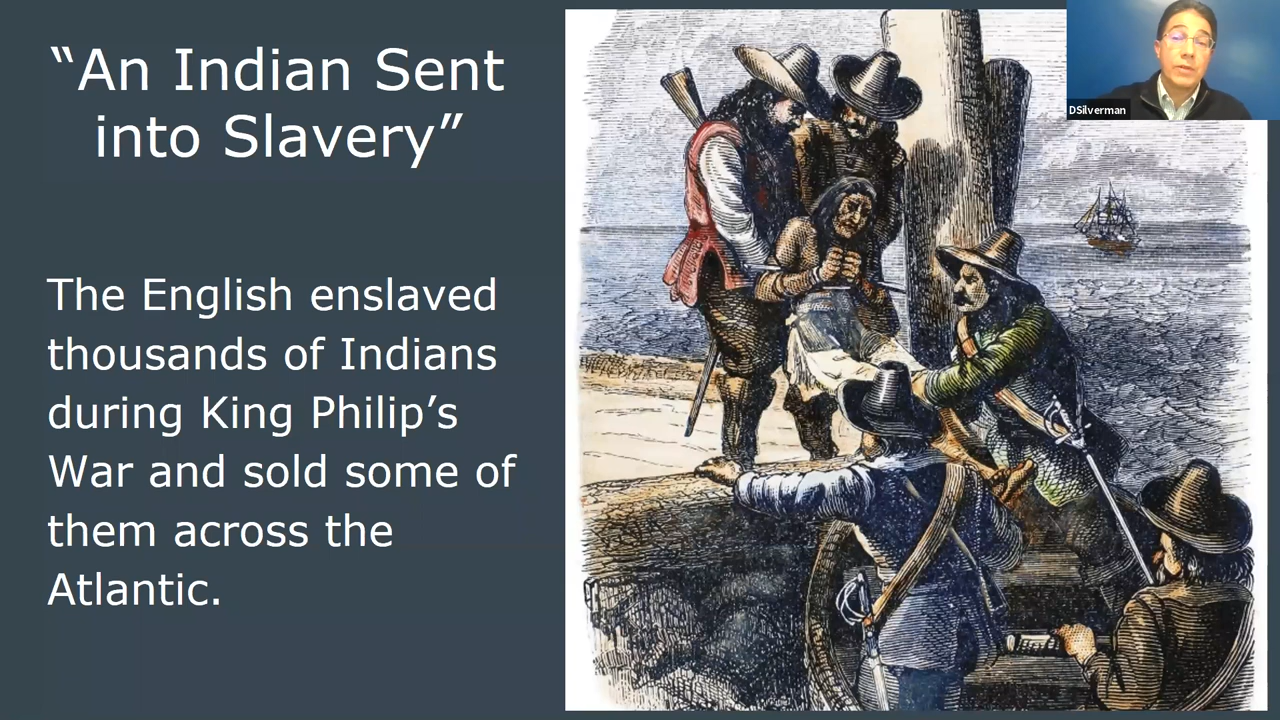 “An Indian Sent
into Slavery”
DSilverman
The English enslaved
thousands of Indians
during King Philip’s
War and sold some of
them across the
Atlantic.